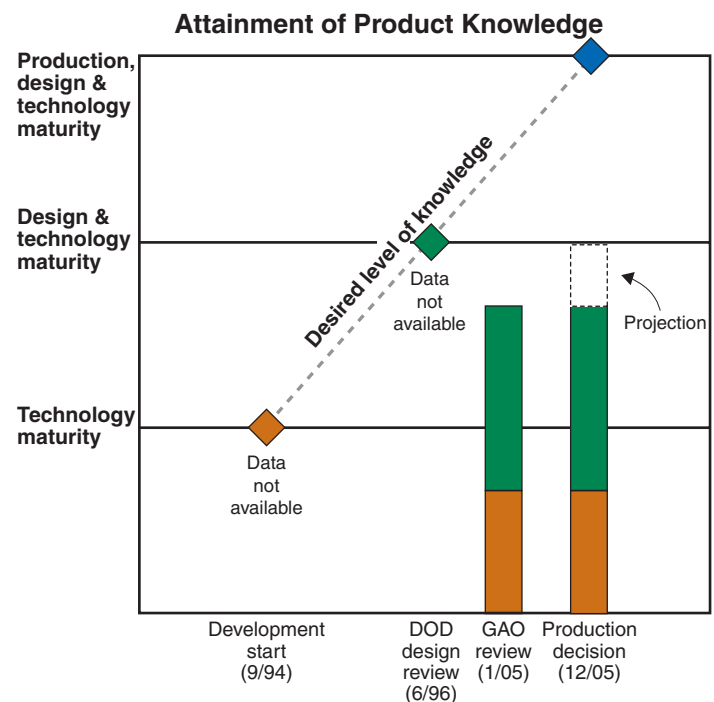 Attainment of Product Knowledge
Production,
design &
technology
maturity
Design &
technology
maturity
Technology
maturity
Desired level of knowledge
Data
not
available
Projection
Data
not
available
Development
start
(9/94)
DOD
design
review
(6/96)
GAO
review
(1/05)
Production
decision
(12/05)